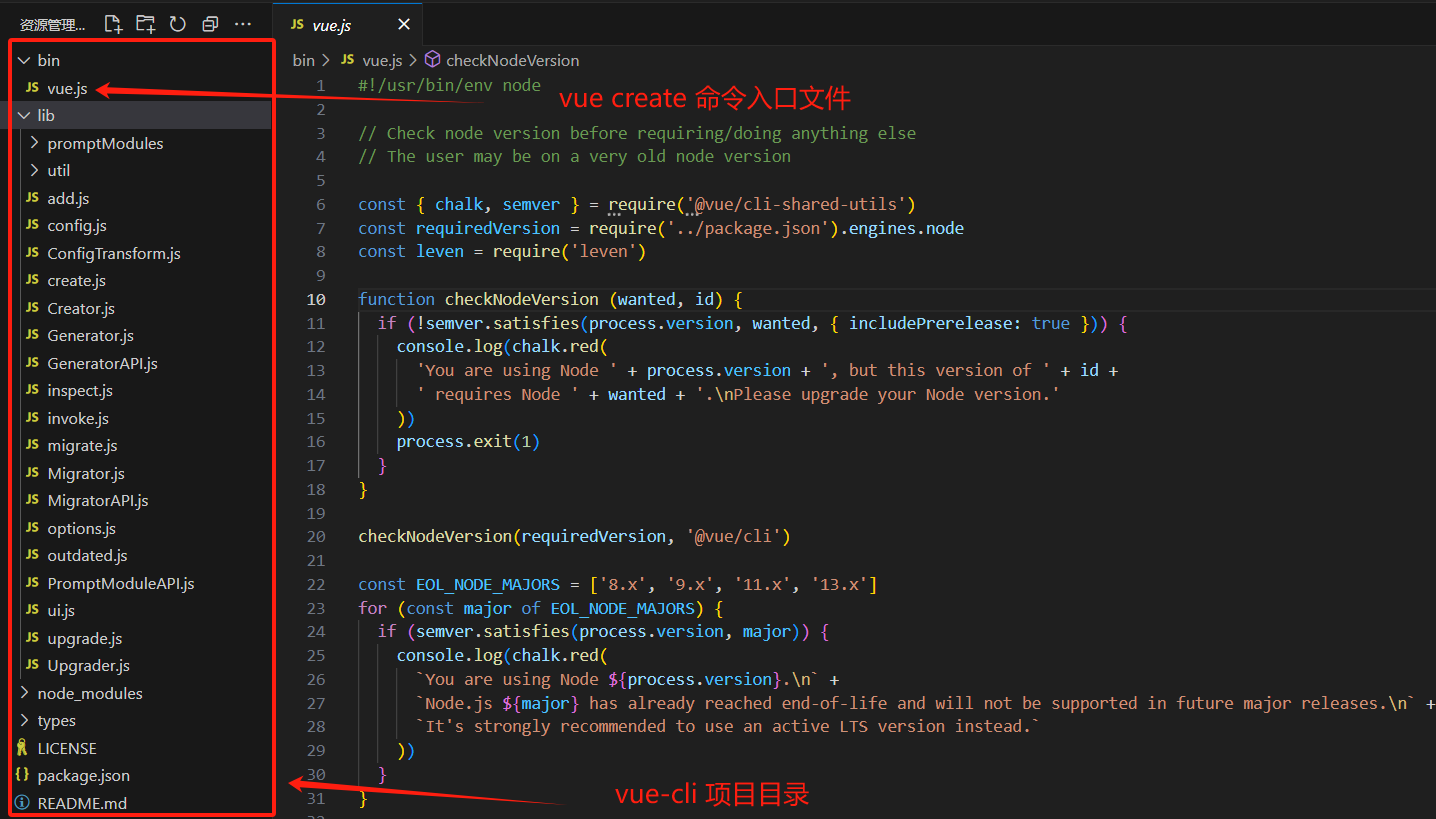 资源管理...
bin
JS vue.js
lib
promptModules
util
JS add.js
JS config.js
JS ConfigTransform.js
JS create.js
JS Creator.js
JS Generator.js
JS GeneratorAPI.js
JS inspect.js
JS invoke.js
JS migrate.js
JS Migrator.js
JS MigratorAPI.js
JS options.js
JS outdated.js
JS PromptModuleAPI.js
JS ui.js
JS upgrade.js
JS Upgrader.js
node_modules
types
LICENSE
{} package.json
README.md
JS vue.js
bin > JS vue.js > checkNodeVersion
1 #!/usr/bin/env node
vue create 命令入口文件
2
3 // Check node version before requiring/doing anything else
4 // The user may be on a very old node version
5
6 const { chalk, semver } = require('@vue/cli-shared-utils')
7 const requiredVersion = require('../package.json').engines.node
8 const leven = require('leven')
9
10 function checkNodeVersion (wanted, id) {
11 if (!semver.satisfies(process.version, wanted, { includePrerelease: true })) {
12 console.log(chalk.red(
13 'You are using Node ' + process.version + ', but this version of ' + id +
14 ' requires Node ' + wanted + '.\nPlease upgrade your Node version.'
15 ))
16 process.exit(1)
17 }
18 }
19
20 checkNodeVersion(requiredVersion, '@vue/cli')
21
22 const EOL_NODE_MAJORS = ['8.x', '9.x', '11.x', '13.x']
23 for (const major of EOL_NODE_MAJORS) {
24 if (semver.satisfies(process.version, major)) {
25 console.log(chalk.red(
26 `You are using Node ${process.version}.\n` +
27 `Node.js ${major} has already reached end-of-life and will not be supported in future major releases.\n` +
28 `It's strongly recommended to use an active LTS version instead.`
29 ))
30 }
vue-cli 项目目录
31 }